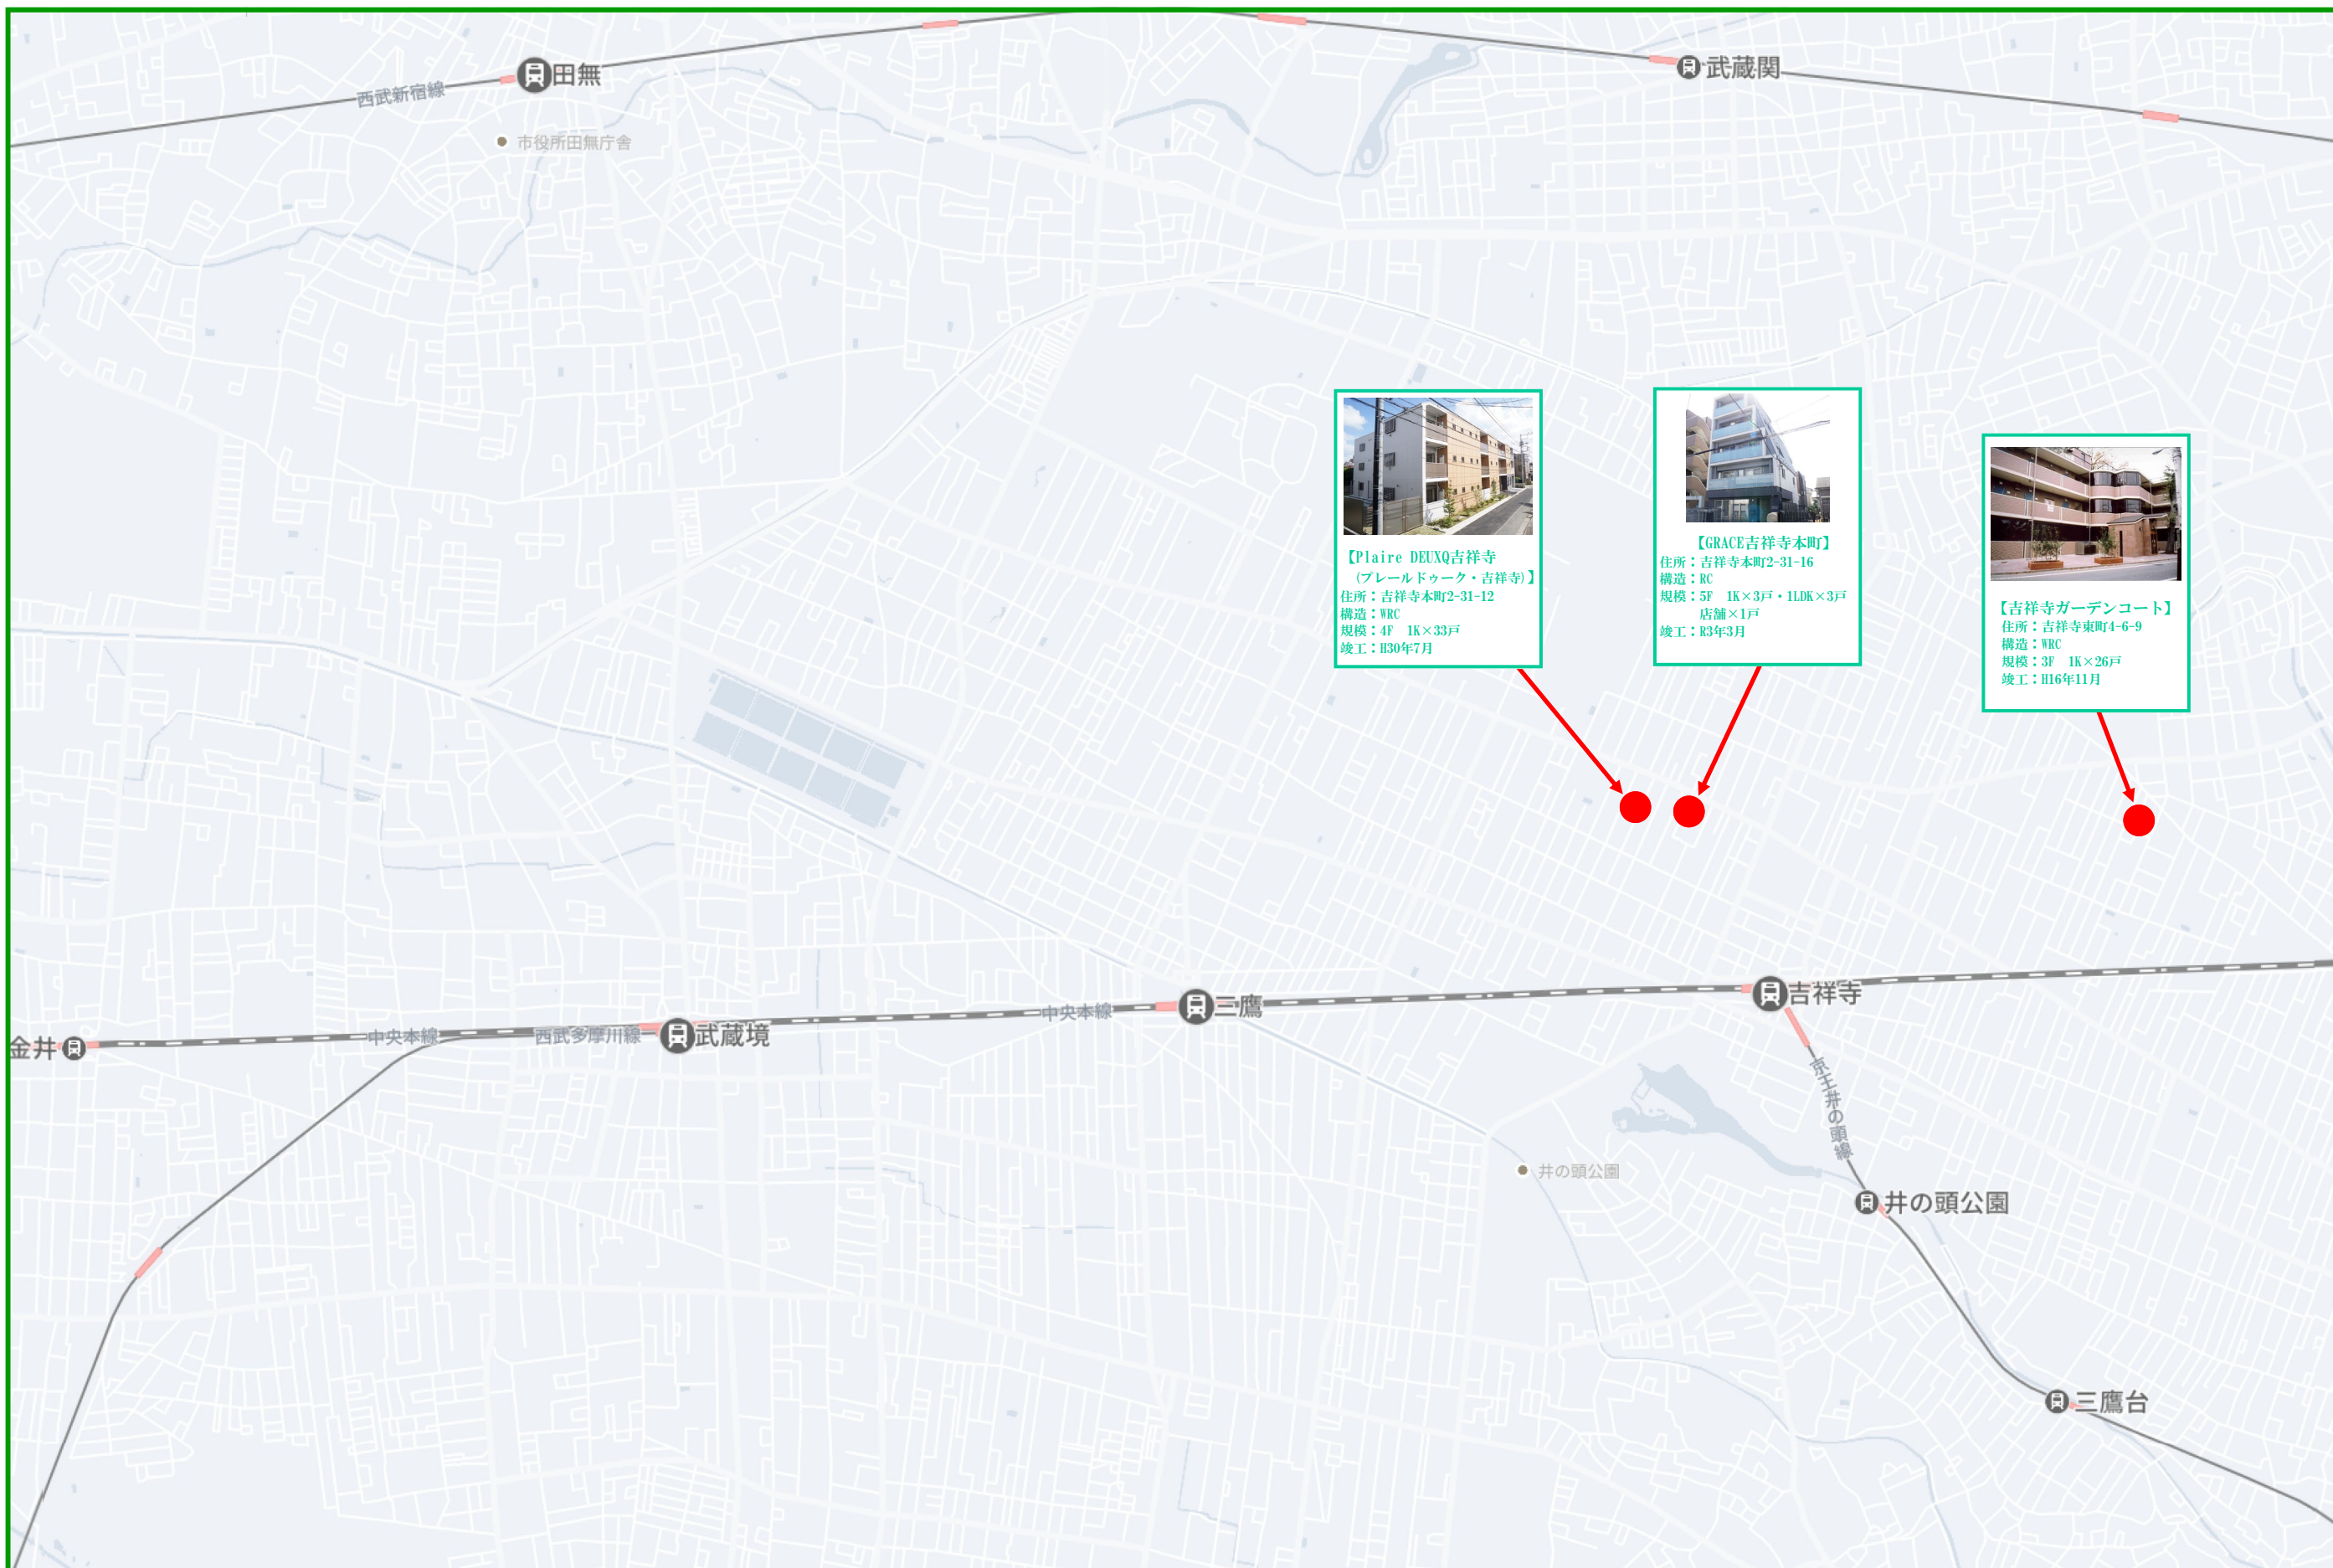 田無
武蔵関
西武新宿線
市役所田無庁舎
【Plaire DEUXQ吉祥寺
(プレールドゥーク・吉祥寺)】
住所：吉祥寺本町2-31-12
構造：WRC
規模：4F 1K×33戸
竣工：H30年7月
【GRACE吉祥寺本町】
住所：吉祥寺本町2-31-16
構造：RC
規模：5F 1K×3戸・1LDK×3戸
店舗×1戸
竣工：R3年3月
【吉祥寺ガーデンコート】
住所：吉祥寺東町4-6-9
構造：WRC
規模：3F 1K×26戸
竣工：H16年11月
吉祥寺
三鷹
中央本線
武蔵境
西武多摩川線
中央本線
金井
京王井の頭線
井の頭公園
井の頭公園
三鷹台